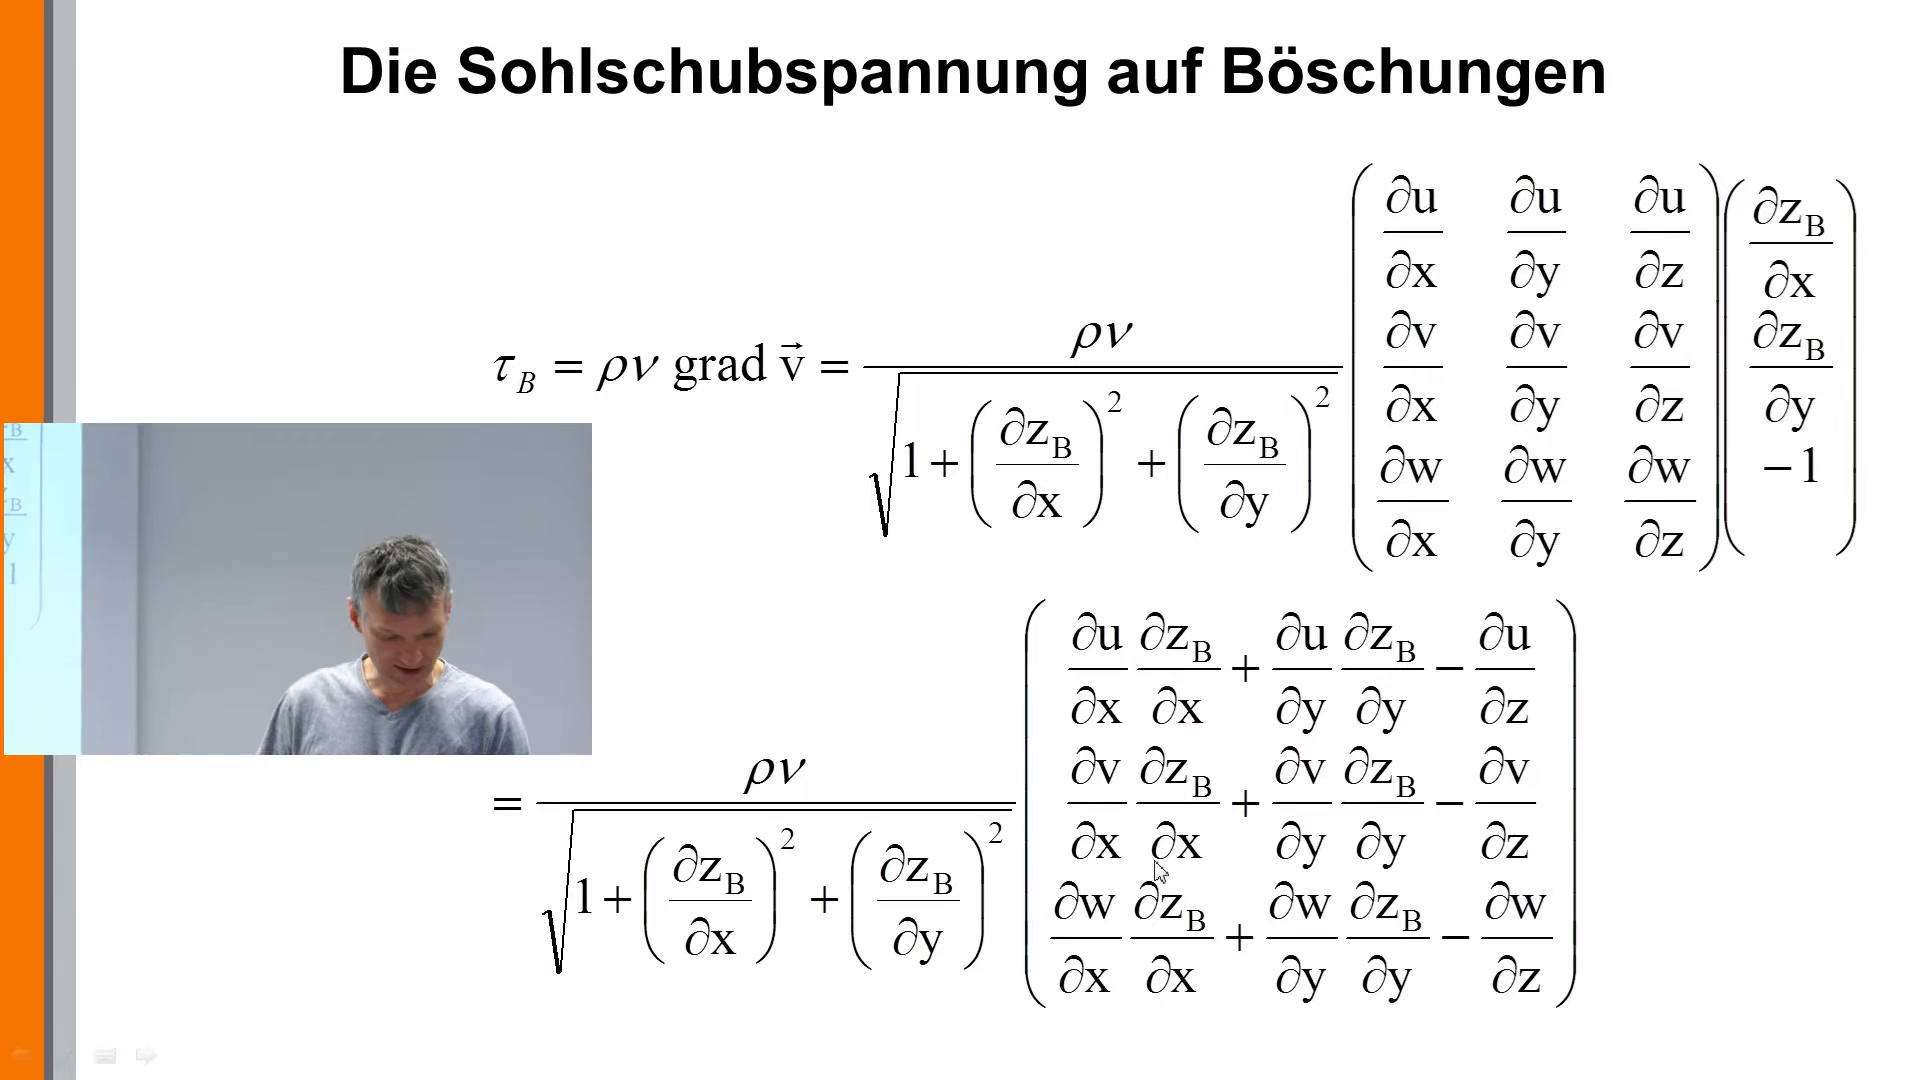 Die Sohlschubspannung auf Böschungen
τ_B = ρν grad v⃗ = ρν / √(1 + (∂z_B/∂x)² + (∂z_B/∂y)²) (∂u/∂x ∂u/∂y ∂u/∂z; ∂v/∂x ∂v/∂y ∂v/∂z; ∂w/∂x ∂w/∂y ∂w/∂z) (∂z_B/∂x; ∂z_B/∂y; −1)
= ρν / √(1 + (∂z_B/∂x)² + (∂z_B/∂y)²) (∂u/∂x ∂z_B/∂x + ∂u/∂y ∂z_B/∂y − ∂u/∂z; ∂v/∂x ∂z_B/∂x + ∂v/∂y ∂z_B/∂y − ∂v/∂z; ∂w/∂x ∂z_B/∂x + ∂w/∂y ∂z_B/∂y − ∂w/∂z)